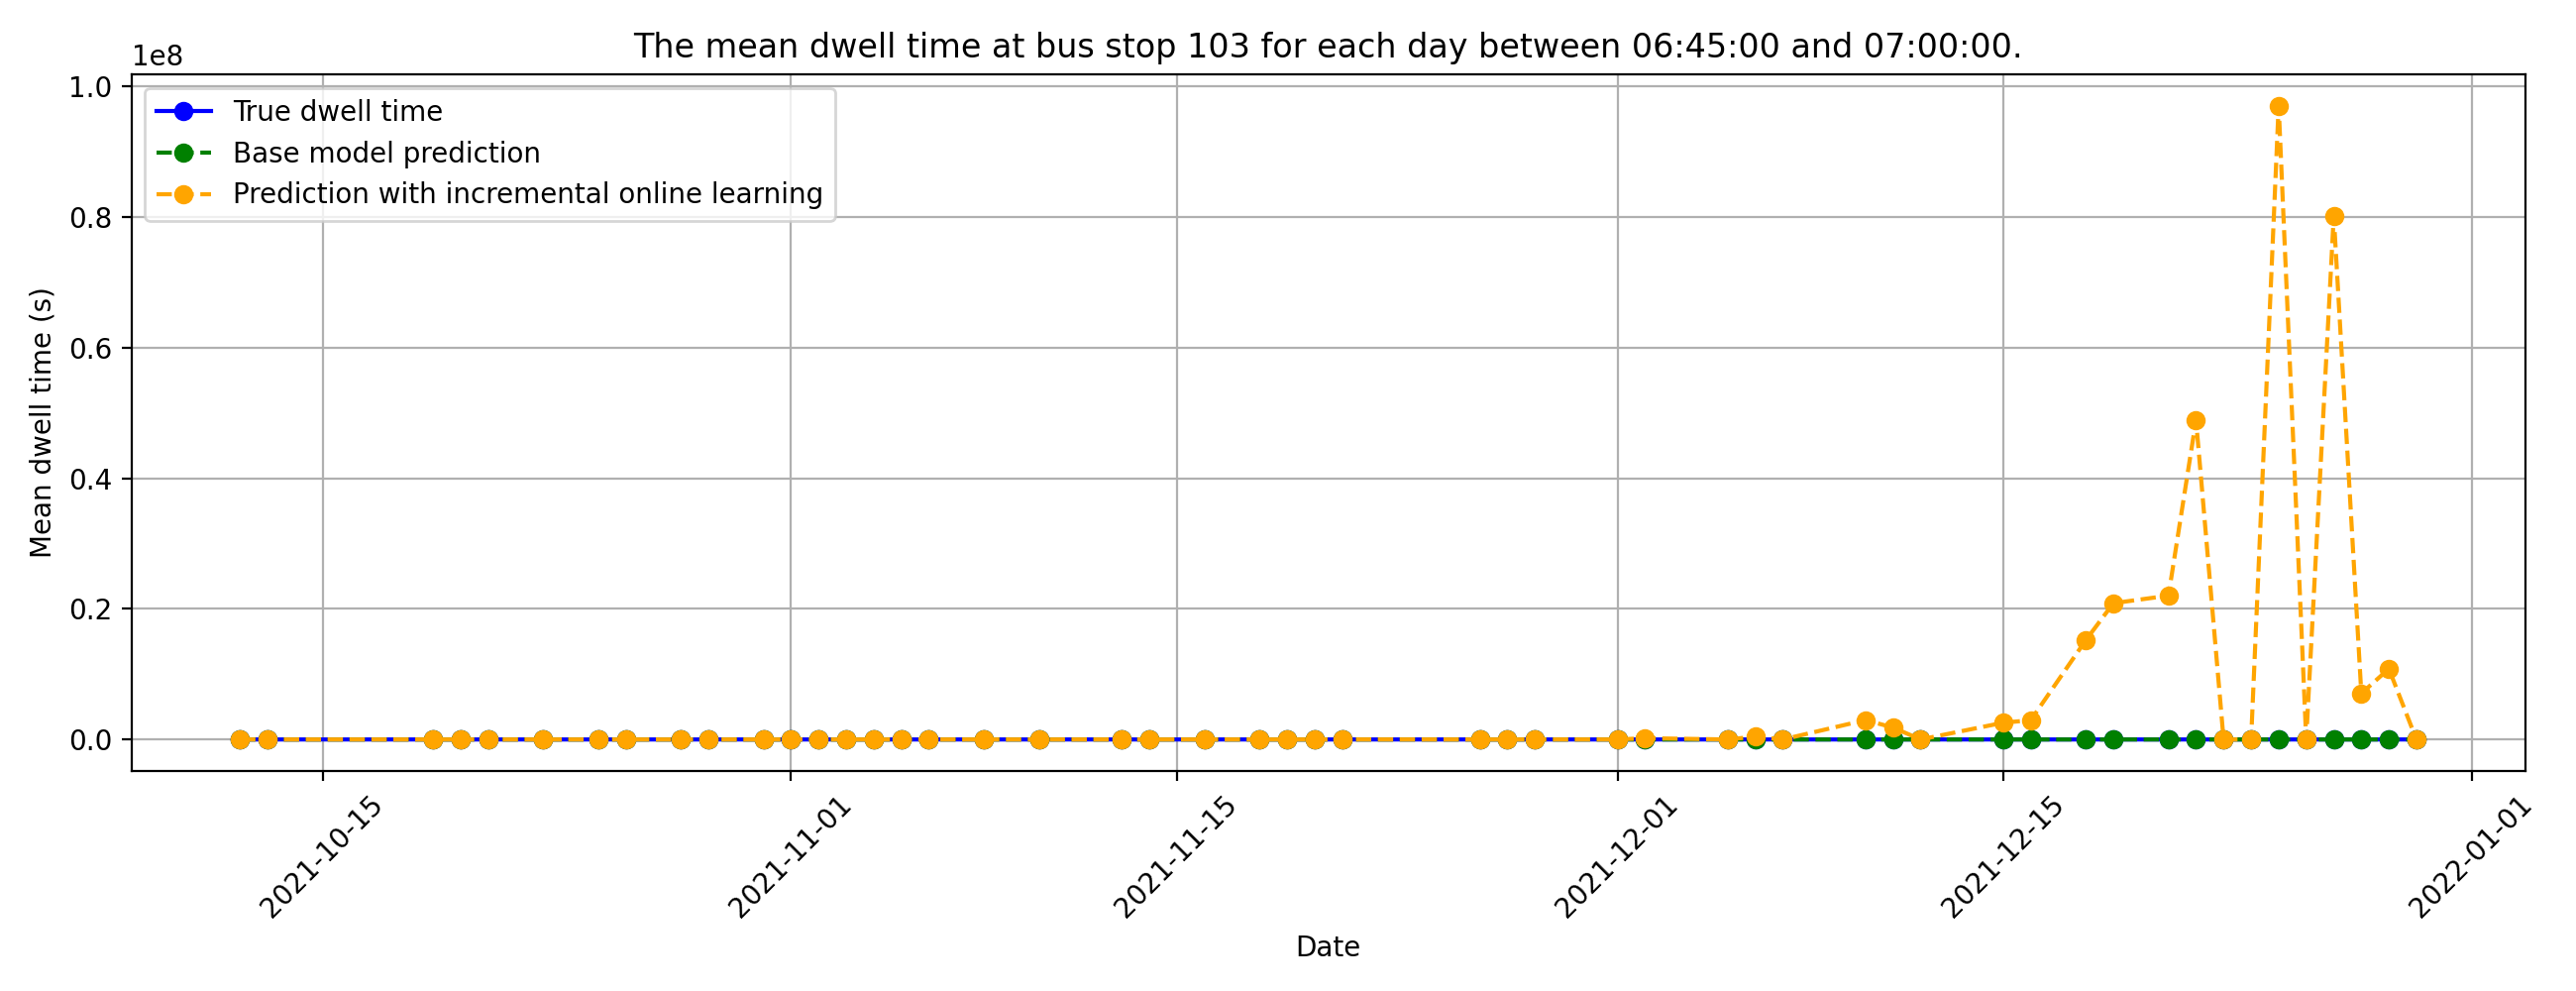 The mean dwell time at bus stop 103 for each day between 06:45:00 and 07:00:00.
1e8
1.0
0.8
0.6
0.4
0.2
0.0
Mean dwell time (s)
True dwell time
Base model prediction
Prediction with incremental online learning
2021-10-15
2021-11-01
2021-11-15
2021-12-01
2021-12-15
2022-01-01
Date